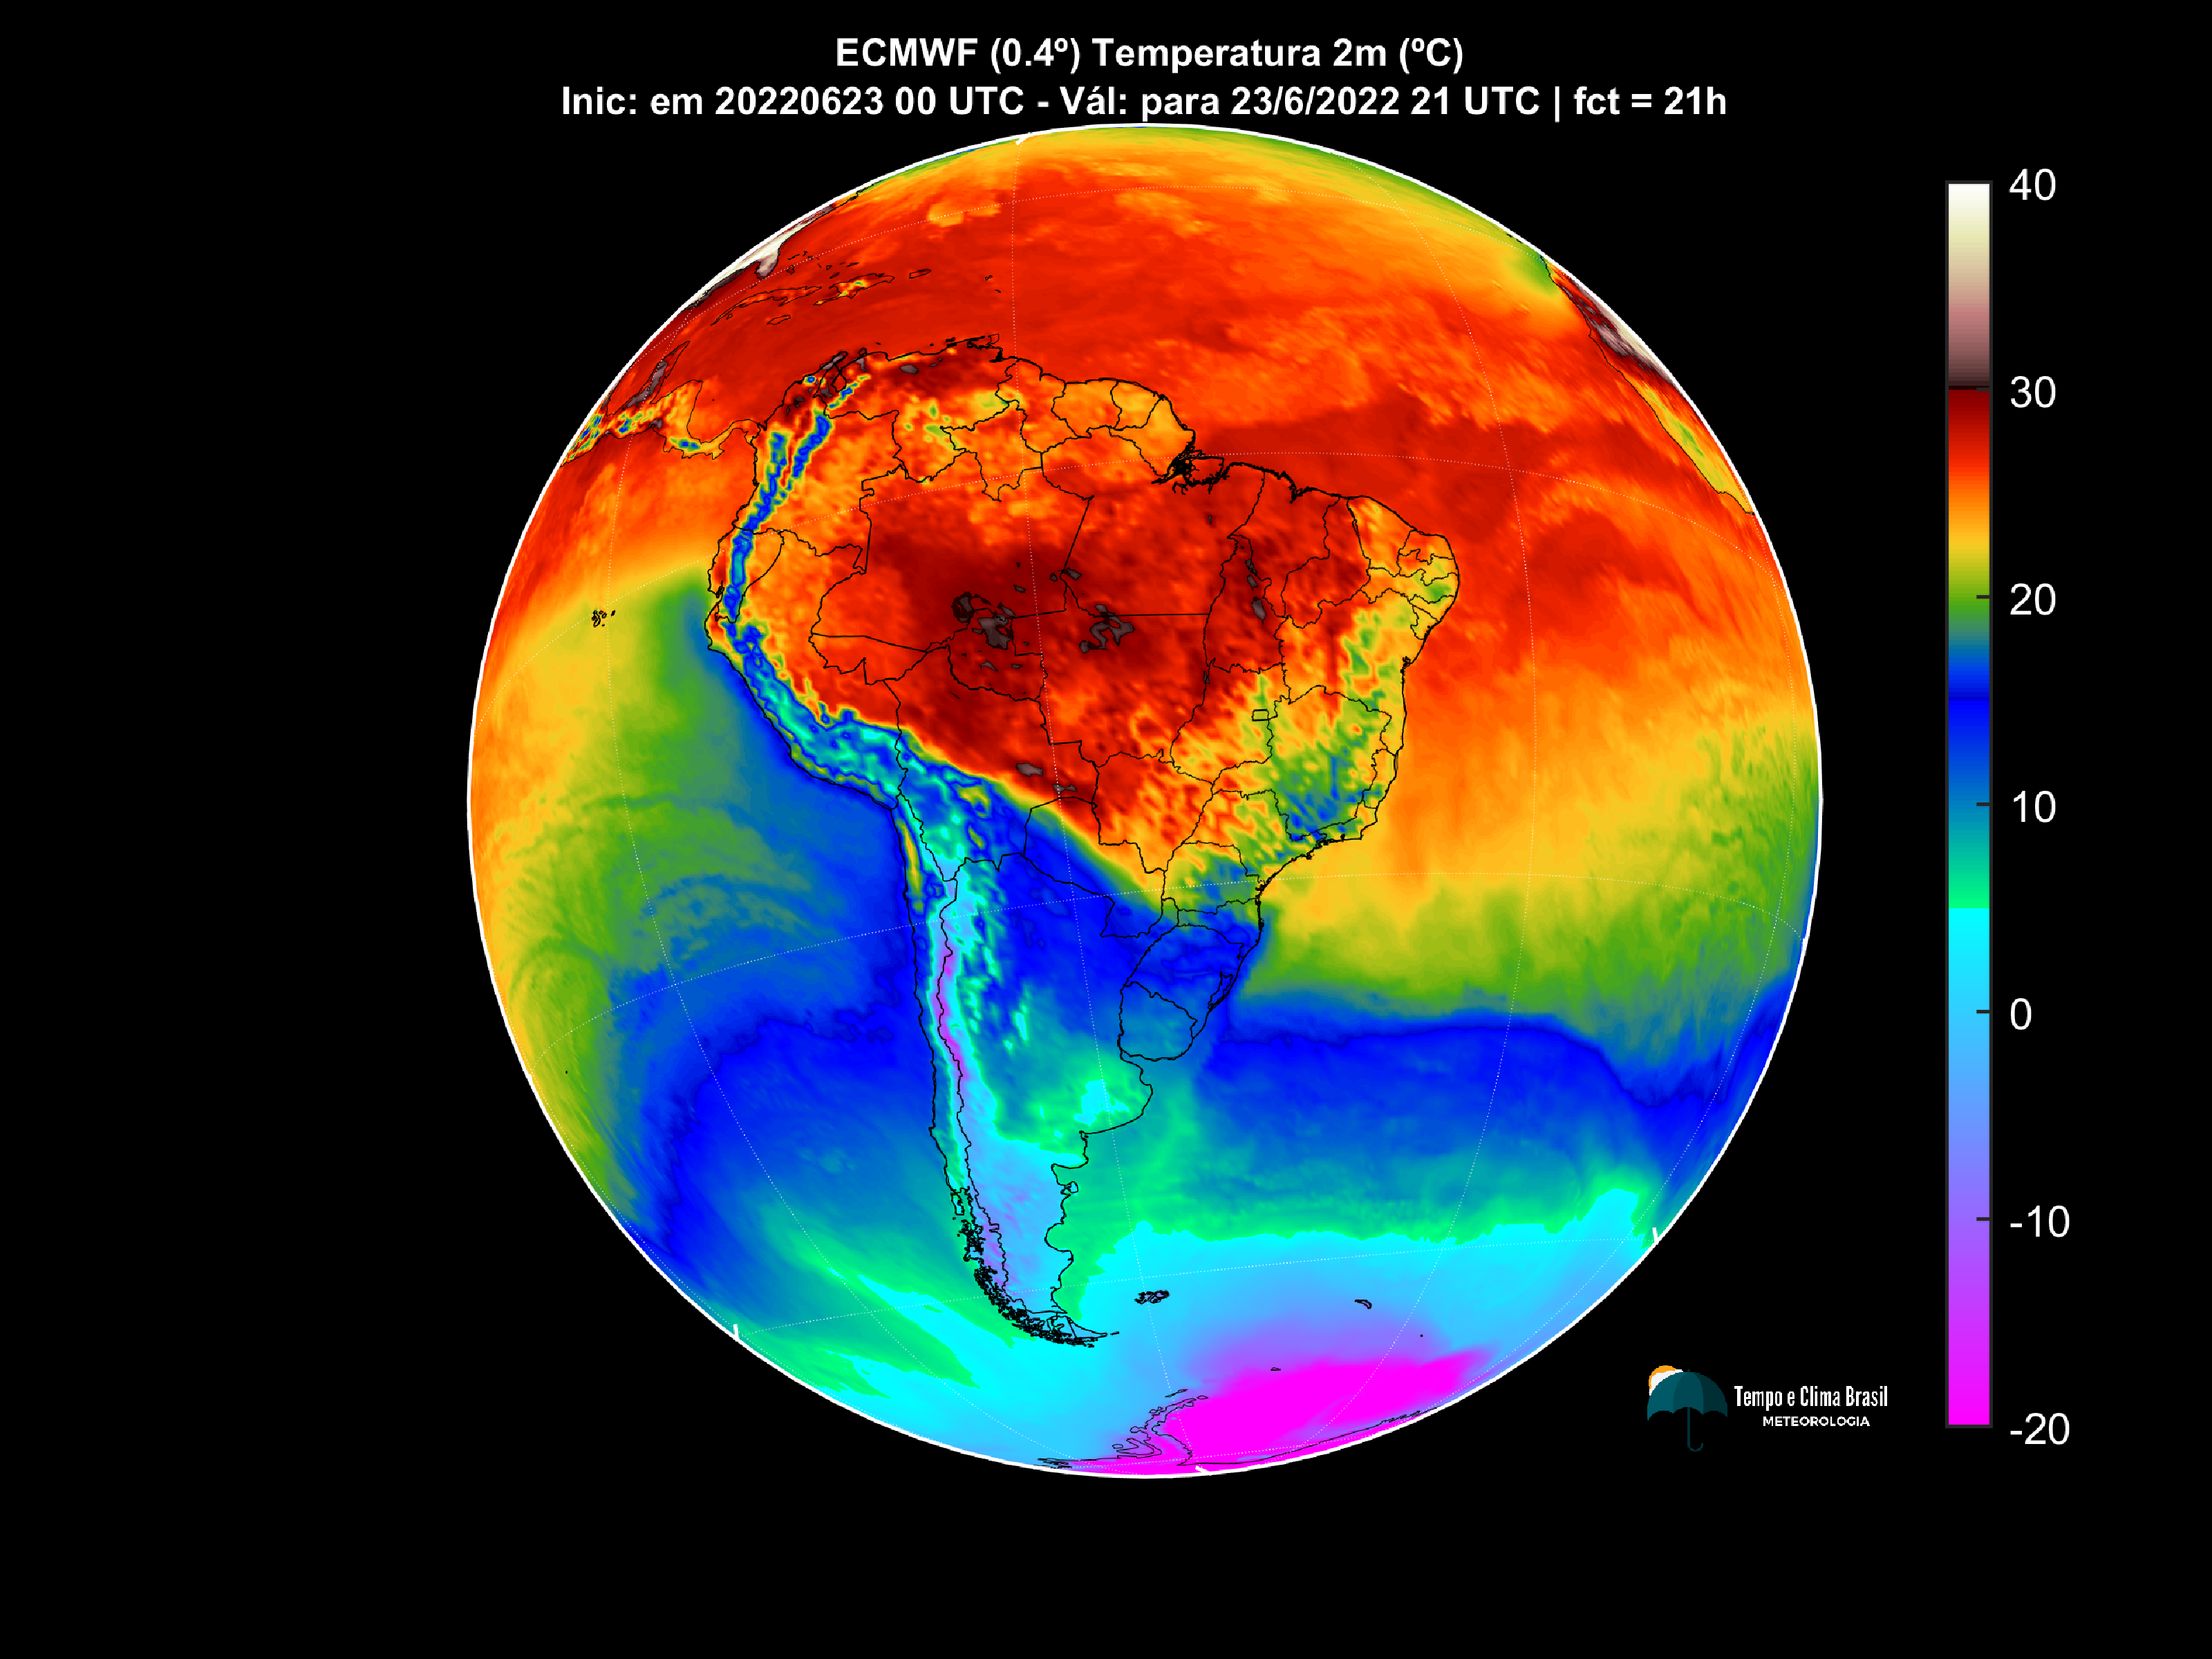 ECMWF (0.4º) Temperatura 2m (ºC)
Inic: em 20220623 00 UTC - Vál: para 23/6/2022 21 UTC | fct = 21h
40
30
20
10
0
-10
-20
Tempo e Clima Brasil
METEOROLOGIA